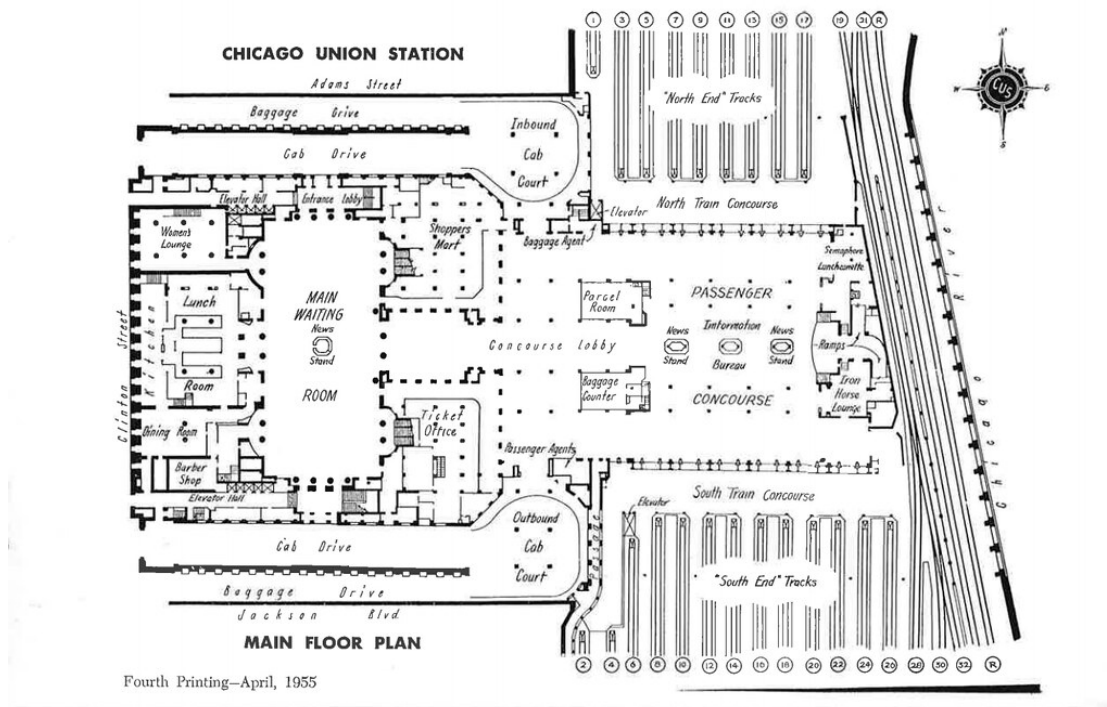 CHICAGO UNION STATION
Adams Street
Baggage Drive
Cab Drive
Inbound
Cab
Court
1 3 5 7 9 11 13 15 17 19 21 R
"North End" Tracks
N
W CUS E
S
Elevator Hall
Entrance Lobby
Elevator
North Train Concourse
Women's
Lounge
Shoppers
Mart
Baggage Agent
Semaphore
Luncheonette
Lunch
Kitchen
Room
MAIN
WAITING
News
Stand
ROOM
Parcel
Room
PASSENGER
News
Stand
Imformation
Bureau
News
Stand
Ramps
Concourse Lobby
Baggage
Counter
CONCOURSE
Iron
Horse
Lounge
Clinton Street
Chicago River
Dining Room
Ticket
Office
Barber
Shop
Passenger Agents
Elevator Hall
South Train Concourse
Elevator
Outbound
Cab
Court
Passage
Cab Drive
"South End" Tracks
Baggage Drive
Jackson Blvd.
MAIN FLOOR PLAN
2 4 6 8 10 12 14 16 18 20 22 24 26 28 30 32 R
Fourth Printing—April, 1955